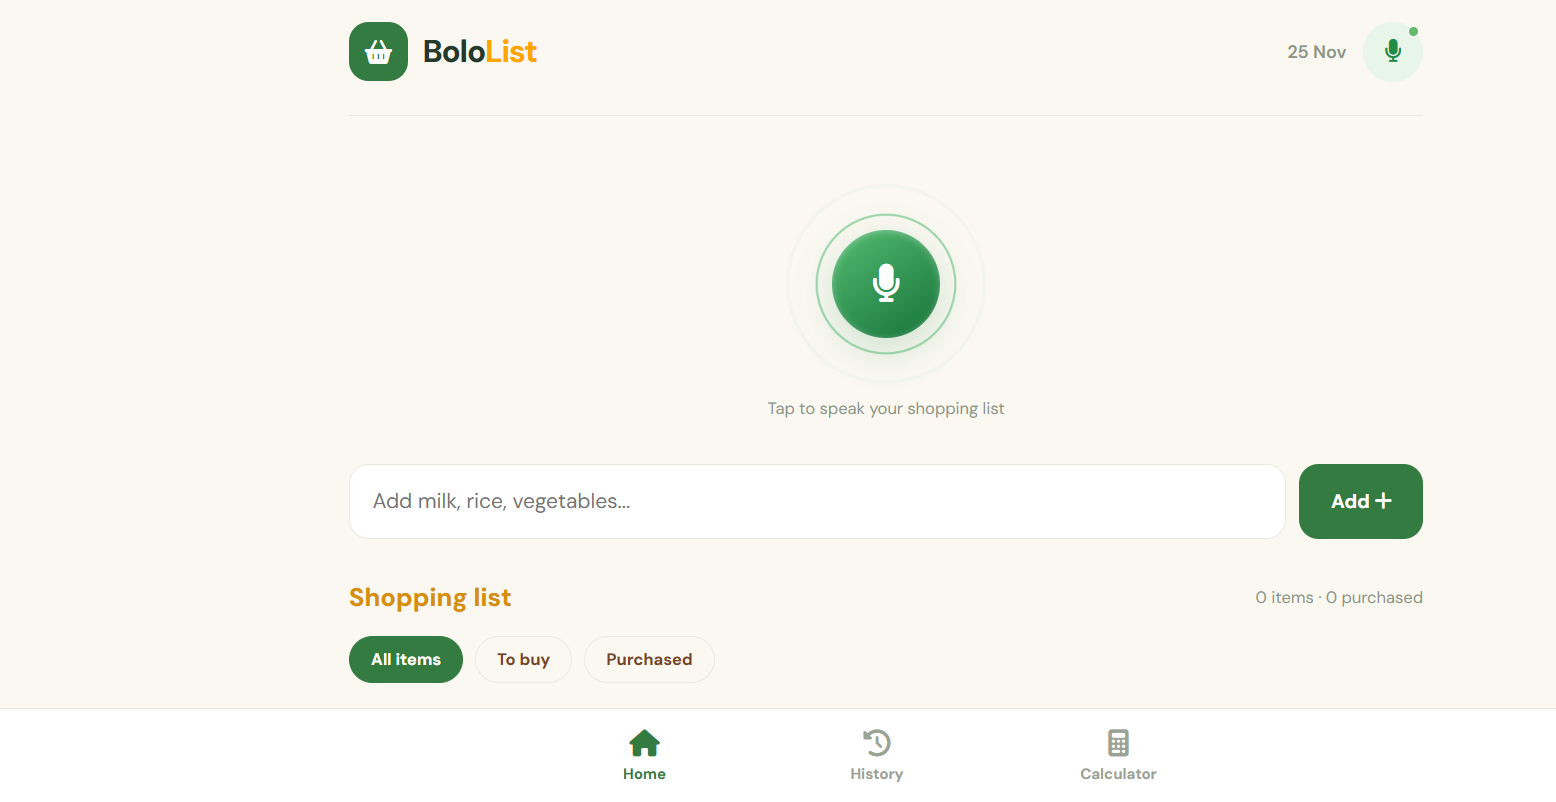 BoloList
25 Nov
Tap to speak your shopping list
Add milk, rice, vegetables...
Add +
Shopping list
0 items · 0 purchased
All items
To buy
Purchased
Home
History
Calculator